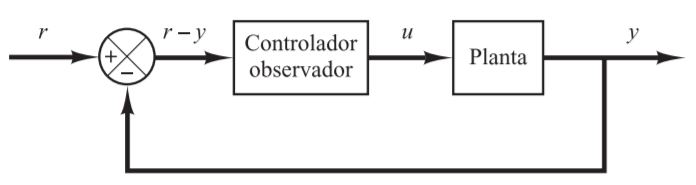 r
+
−
r − y
Controlador
observador
u
Planta
y